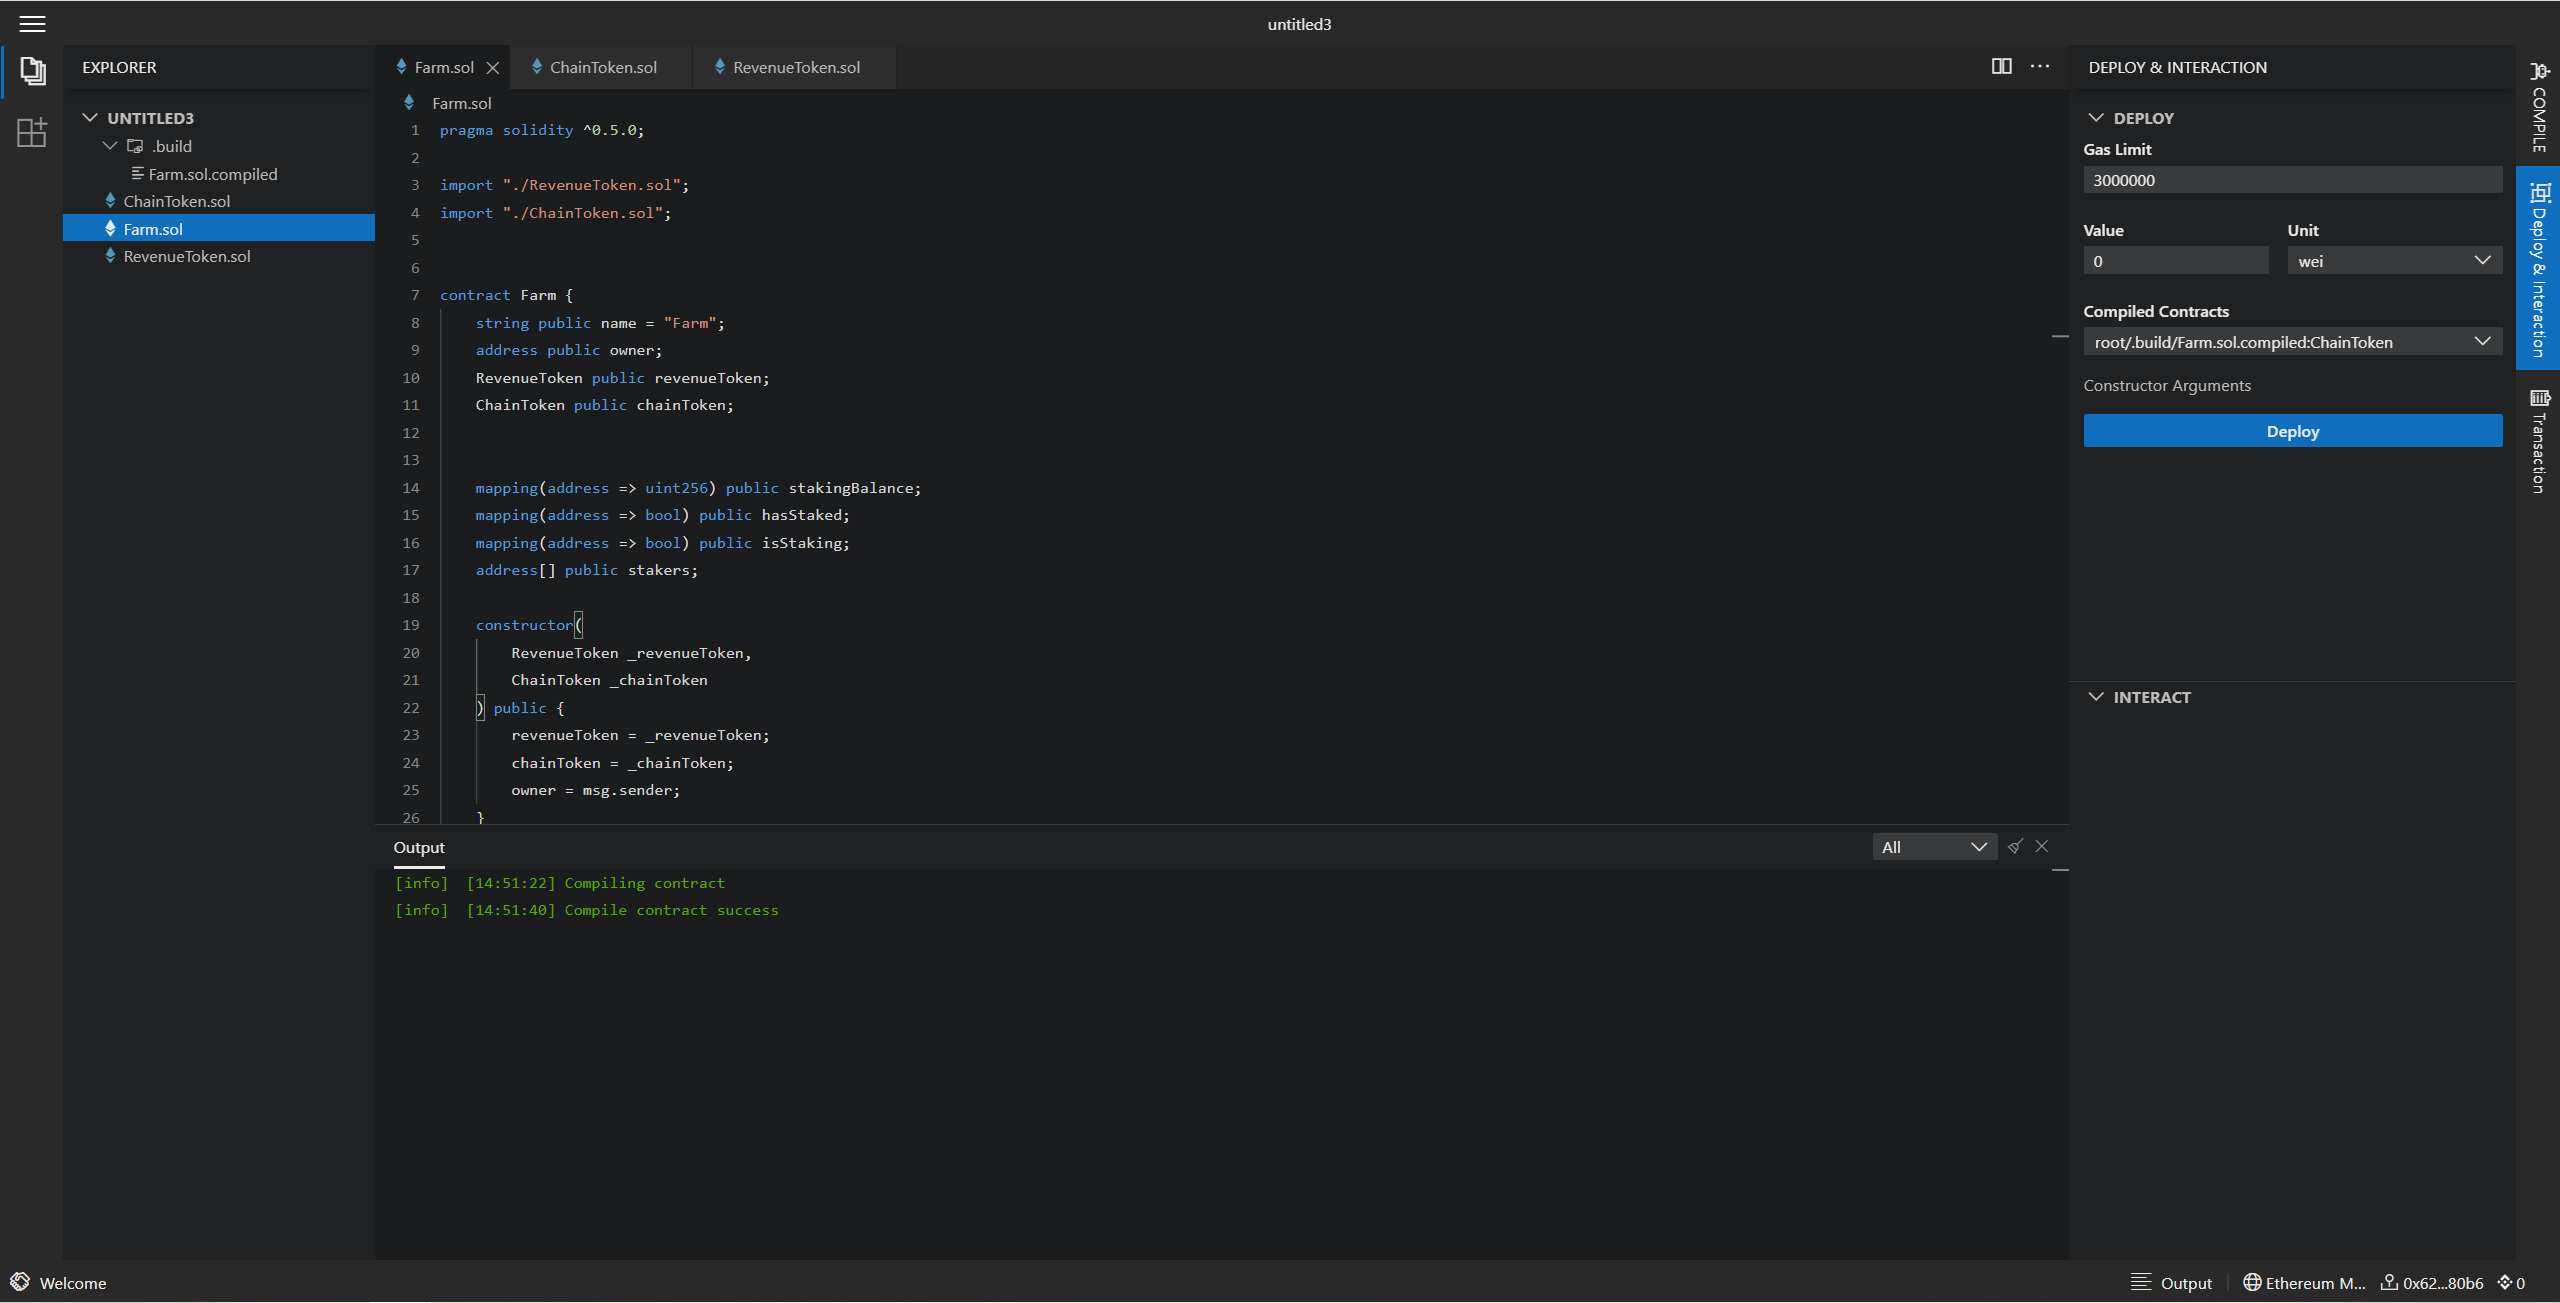 untitled3
EXPLORER
UNTITLED3
.build
Farm.sol.compiled
ChainToken.sol
Farm.sol
RevenueToken.sol
Farm.sol
ChainToken.sol
RevenueToken.sol
Farm.sol
1 pragma solidity ^0.5.0;
2
3 import "./RevenueToken.sol";
4 import "./ChainToken.sol";
5
6
7 contract Farm {
8 string public name = "Farm";
9 address public owner;
10 RevenueToken public revenueToken;
11 ChainToken public chainToken;
12
13
14 mapping(address => uint256) public stakingBalance;
15 mapping(address => bool) public hasStaked;
16 mapping(address => bool) public isStaking;
17 address[] public stakers;
18
19 constructor(
20 RevenueToken _revenueToken,
21 ChainToken _chainToken
22 ) public {
23 revenueToken = _revenueToken;
24 chainToken = _chainToken;
25 owner = msg.sender;
26 }
Output
All
[info] [14:51:22] Compiling contract
[info] [14:51:40] Compile contract success
DEPLOY & INTERACTION
DEPLOY
Gas Limit
3000000
Value
Unit
0
wei
Compiled Contracts
root/.build/Farm.sol.compiled:ChainToken
Constructor Arguments
Deploy
INTERACT
COMPILE
Deploy & Interaction
Transaction
Welcome
Output
Ethereum M...
0x62...80b6
0